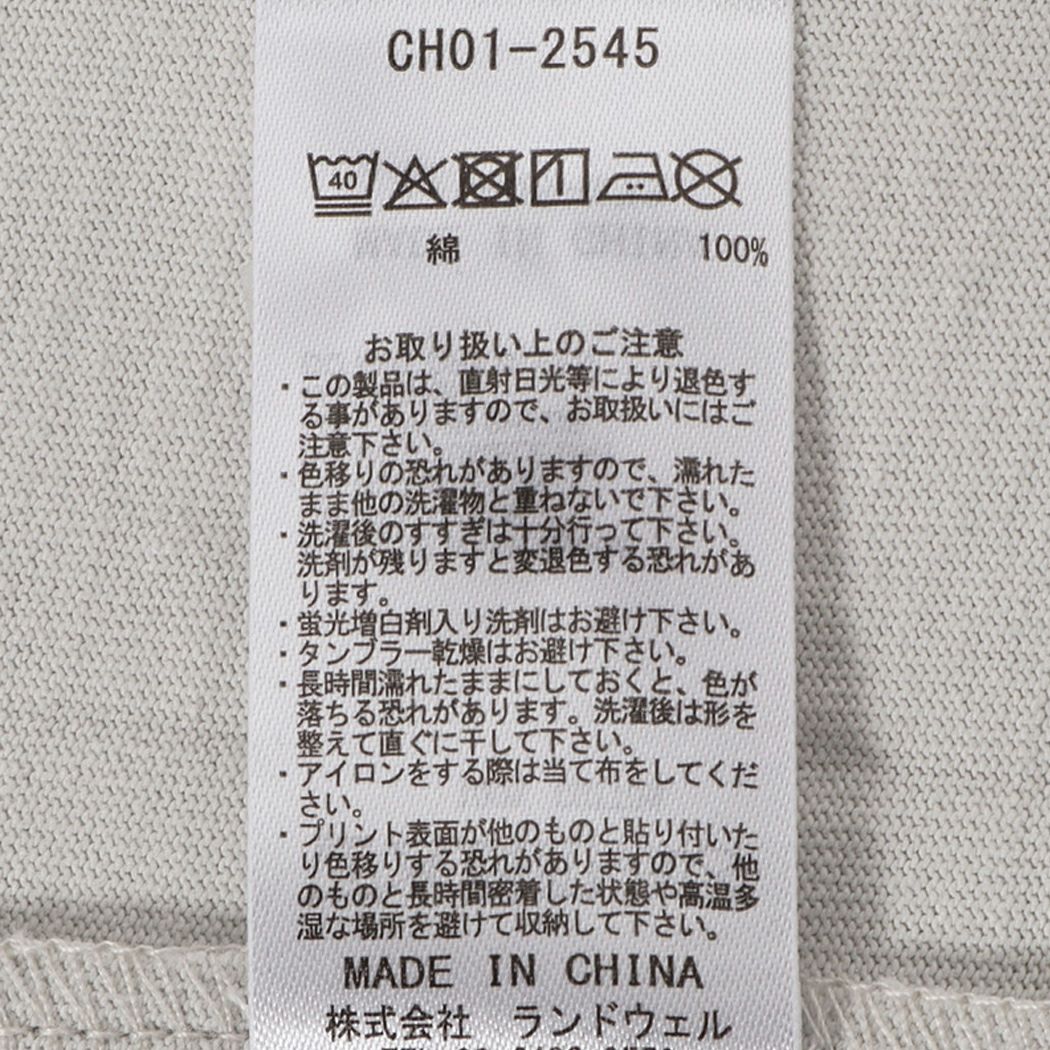 CH01-2545
40
綿 100%
お取り扱い上のご注意
・この製品は、直射日光等により退色す
る事がありますので、お取扱いにはご
注意下さい。
・色移りの恐れがありますので、濡れた
まま他の洗濯物と重ねないで下さい。
・洗濯後のすすぎは十分行って下さい。
洗剤が残りますと変退色する恐れがあ
ります。
・蛍光増白剤入り洗剤はお避け下さい。
・タンブラー乾燥はお避け下さい。
・長時間濡れたままにしておくと、色が
落ちる恐れがあります。洗濯後は形を
整えて直ぐに干して下さい。
・アイロンをする際は当て布をしてくだ
さい。
・プリント表面が他のものと貼り付いた
り色移りする恐れがありますので、他
のものと長時間密着した状態や高温多
湿な場所を避けて収納して下さい。
MADE IN CHINA
株式会社 ランドウェル